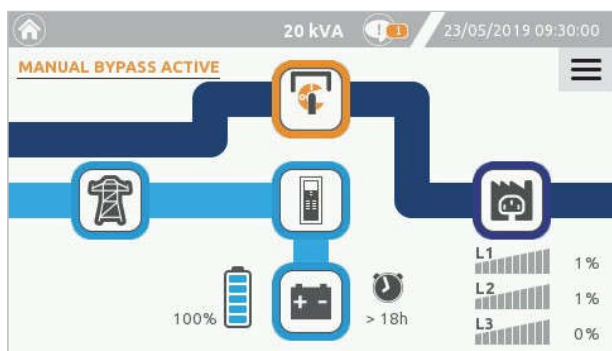 20 kVA 1 23/05/2019 09:30:00
MANUAL BYPASS ACTIVE
L1 1%
L2 1%
L3 0%
100% > 18h